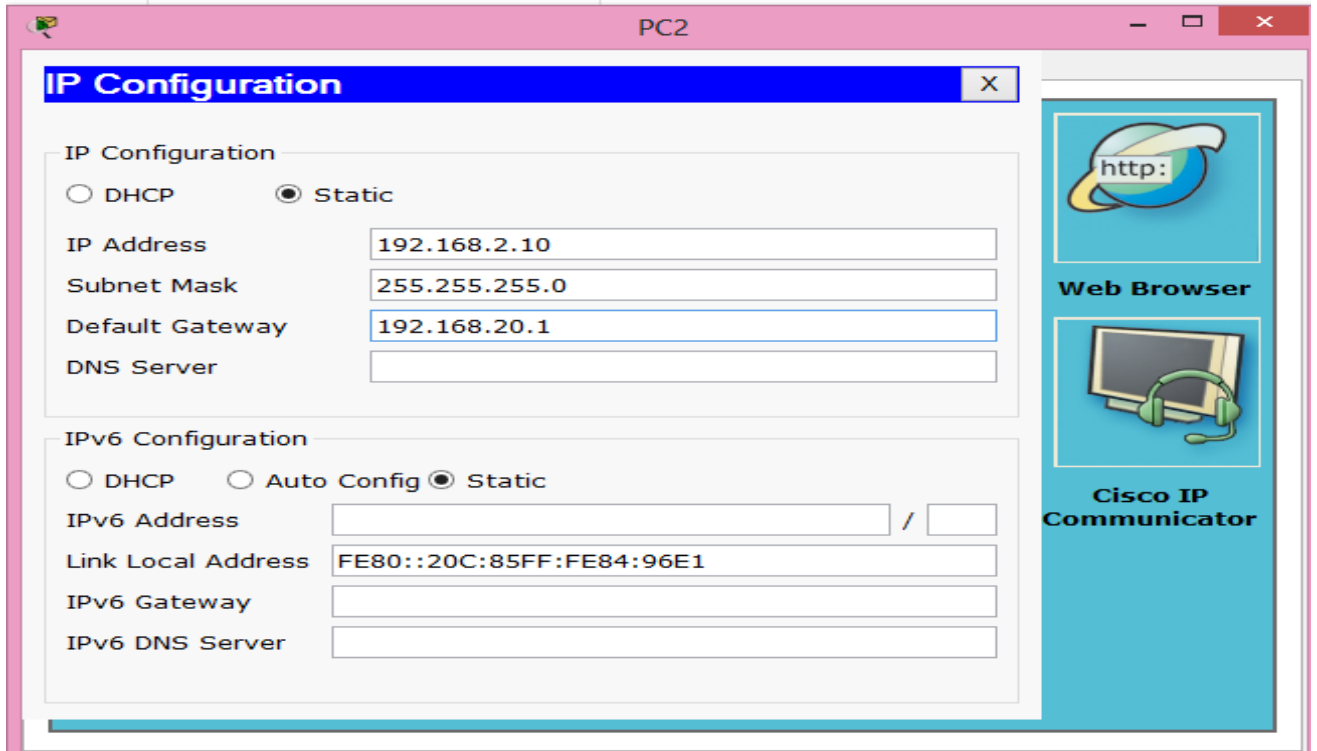 PC2
IP Configuration X
IP Configuration
DHCP Static
IP Address 192.168.2.10
Subnet Mask 255.255.255.0
Default Gateway 192.168.20.1
DNS Server
IPv6 Configuration
DHCP Auto Config Static
IPv6 Address /
Link Local Address FE80::20C:85FF:FE84:96E1
IPv6 Gateway
IPv6 DNS Server
http:
Web Browser
Cisco IP
Communicator